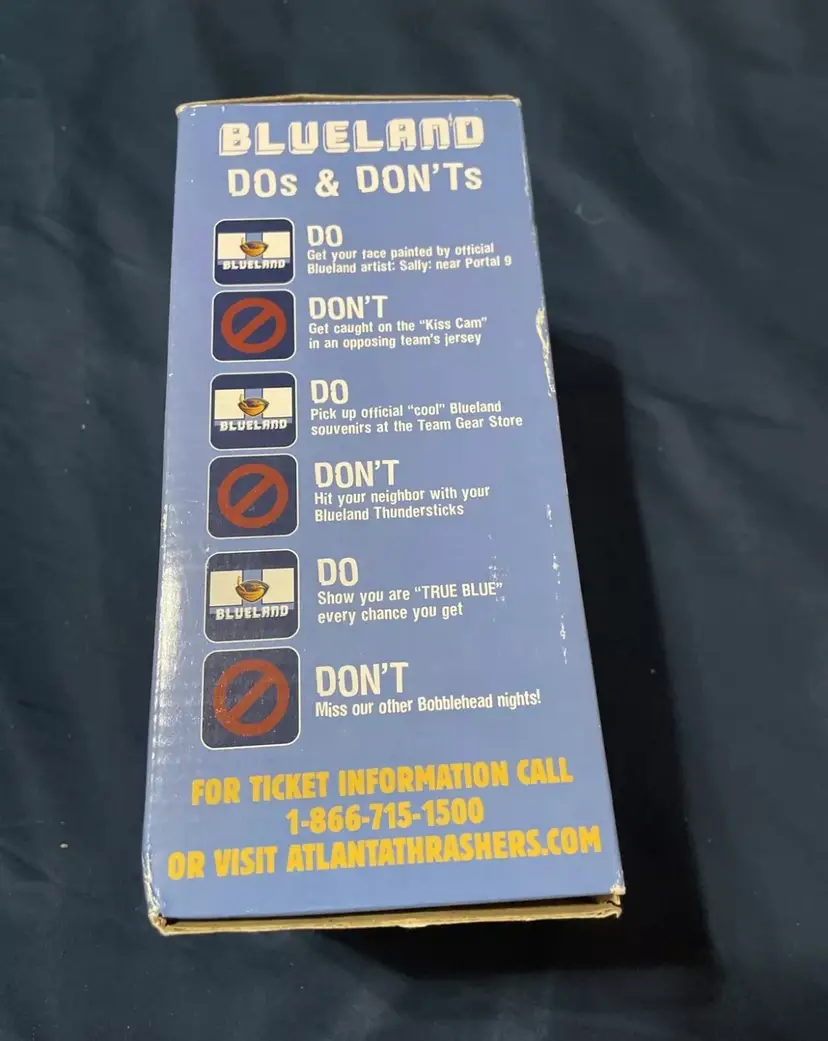 BLUELAND
DOs & DON'Ts
BLUELAND
DO
Get your face painted by official
Blueland artist: Sally: near Portal 9
DON'T
Get caught on the "Kiss Cam"
in an opposing team's jersey
BLUELAND
DO
Pick up official "cool" Blueland
souvenirs at the Team Gear Store
DON'T
Hit your neighbor with your
Blueland Thundersticks
BLUELAND
DO
Show you are "TRUE BLUE"
every chance you get
DON'T
Miss our other Bobblehead nights!
FOR TICKET INFORMATION CALL
1-866-715-1500
OR VISIT ATLANTATHRASHERS.COM